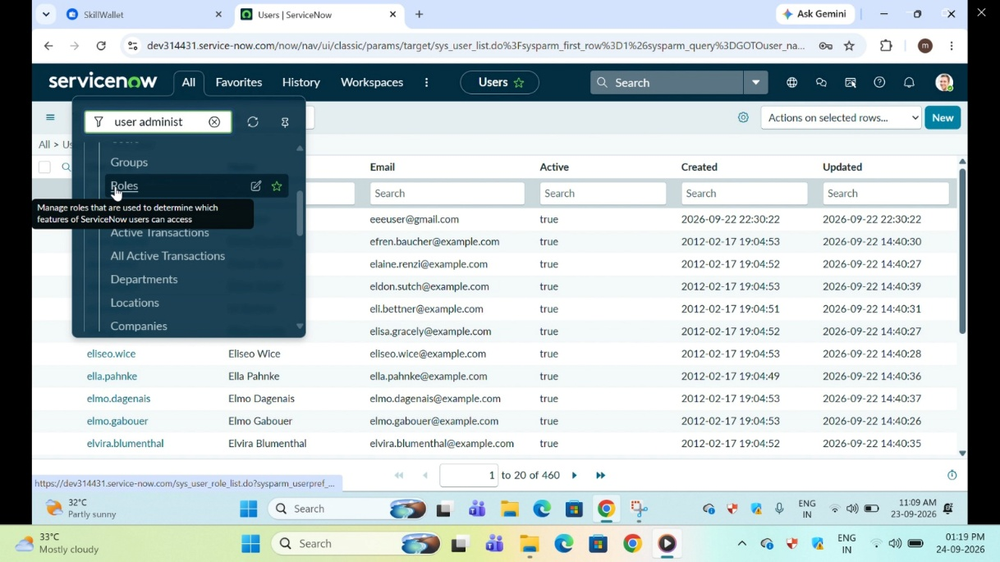 SkillWallet
Users | ServiceNow
Ask Gemini
dev314431.service-now.com/now/nav/ui/classic/params/target/sys_user_list.do%3Fsysparm_first_row%3D1%26sysparm_query%3DGOTOuser_na...
m
servicenow
All
Favorites
History
Workspaces
Users
Search
user administ
Actions on selected rows...
New
All > Us
Groups
Roles
Manage roles that are used to determine which
features of ServiceNow users can access
Active Transactions
All Active Transactions
Departments
Locations
Companies
Email Active Created Updated
Search Search Search Search
eeeuser@gmail.com true 2026-09-22 22:30:22 2026-09-22 22:30:22
efren.baucher@example.com true 2012-02-17 19:04:53 2026-09-22 14:40:30
elaine.renzi@example.com true 2012-02-17 19:04:52 2026-09-22 14:40:27
eldon.sutch@example.com true 2012-02-17 19:04:53 2026-09-22 14:40:39
eli.bettner@example.com true 2012-02-17 19:04:51 2026-09-22 14:40:31
elisa.gracely@example.com true 2012-02-17 19:04:52 2026-09-22 14:40:27
eliseo.wice Eliseo Wice eliseo.wice@example.com true 2012-02-17 19:04:53 2026-09-22 14:40:28
ella.pahnke Ella Pahnke ella.pahnke@example.com true 2012-02-17 19:04:49 2026-09-22 14:40:36
elmo.dagenais Elmo Dagenais elmo.dagenais@example.com true 2012-02-17 19:04:53 2026-09-22 14:40:37
elmo.gabouer Elmo Gabouer elmo.gabouer@example.com true 2012-02-17 19:04:53 2026-09-22 14:40:26
elvira.blumenthal Elvira Blumenthal elvira.blumenthal@example.com true 2012-02-17 19:04:52 2026-09-22 14:40:35
1 to 20 of 460
https://dev314431.service-now.com/sys_user_role_list.do?sysparm_userpref_...
32°C
Partly sunny
Search
ENG
IN
11:09 AM
23-09-2026
33°C
Mostly cloudy
Search
ENG
IN
01:19 PM
24-09-2026